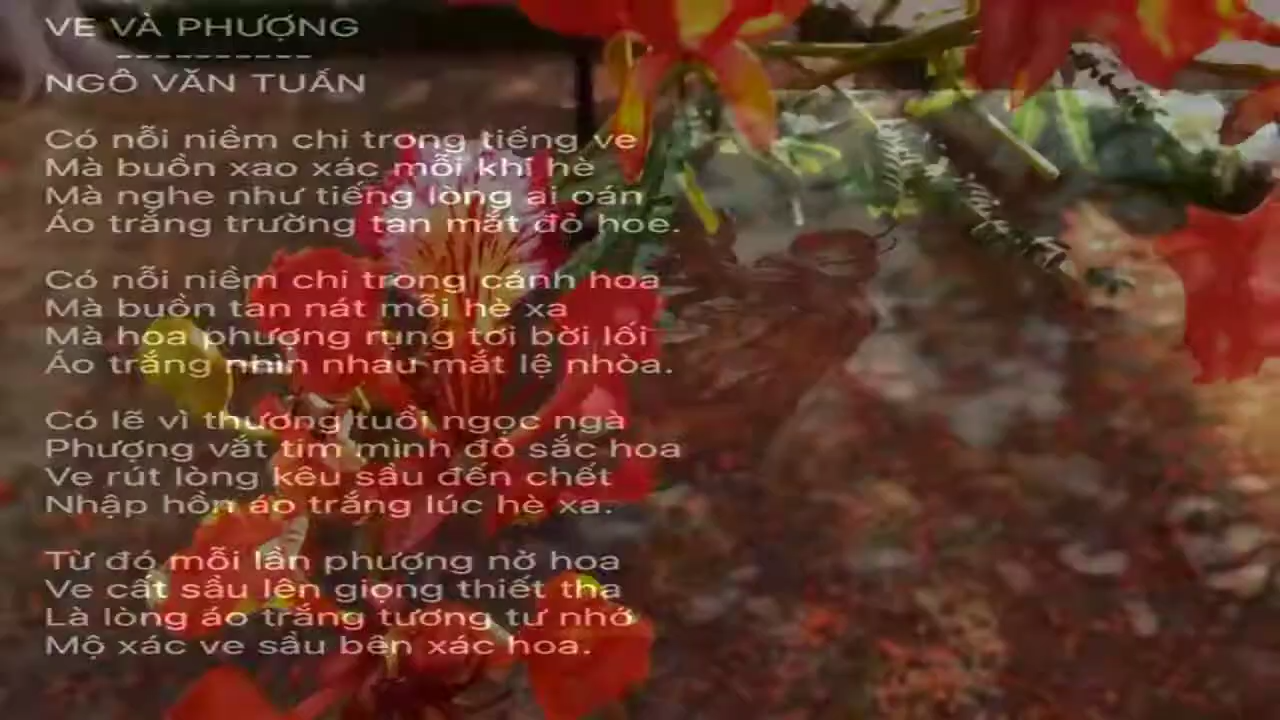 VE VÀ PHƯỢNG
----------
NGÔ VĂN TUẤN
Có nỗi niềm chi trong tiếng ve
Mà buồn xao xác mỗi khi hè
Mà nghe như tiếng lòng ai oán
Áo trắng trường tan mắt đỏ hoe.
Có nỗi niềm chi trong cánh hoa
Mà buồn tan nát mỗi hè xa
Mà hoa phượng rụng tơi bời lối
Áo trắng nhìn nhau mắt lệ nhòa.
Có lẽ vì thương tuổi ngọc ngà
Phượng vắt tim mình đỏ sắc hoa
Ve rút lòng kêu sầu đến chết
Nhập hồn áo trắng lúc hè xa.
Từ đó mỗi lần phượng nở hoa
Ve cất sầu lên giọng thiết tha
Là lòng áo trắng tương tư nhớ
Mộ xác ve sầu bên xác hoa.